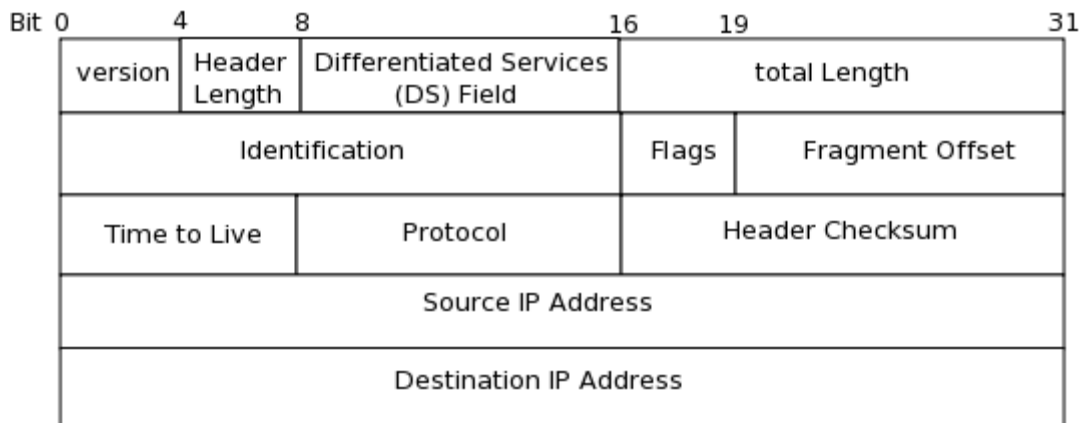 Bit 0 4 8 16 19 31
version Header Length Differentiated Services (DS) Field total Length
Identification Flags Fragment Offset
Time to Live Protocol Header Checksum
Source IP Address
Destination IP Address